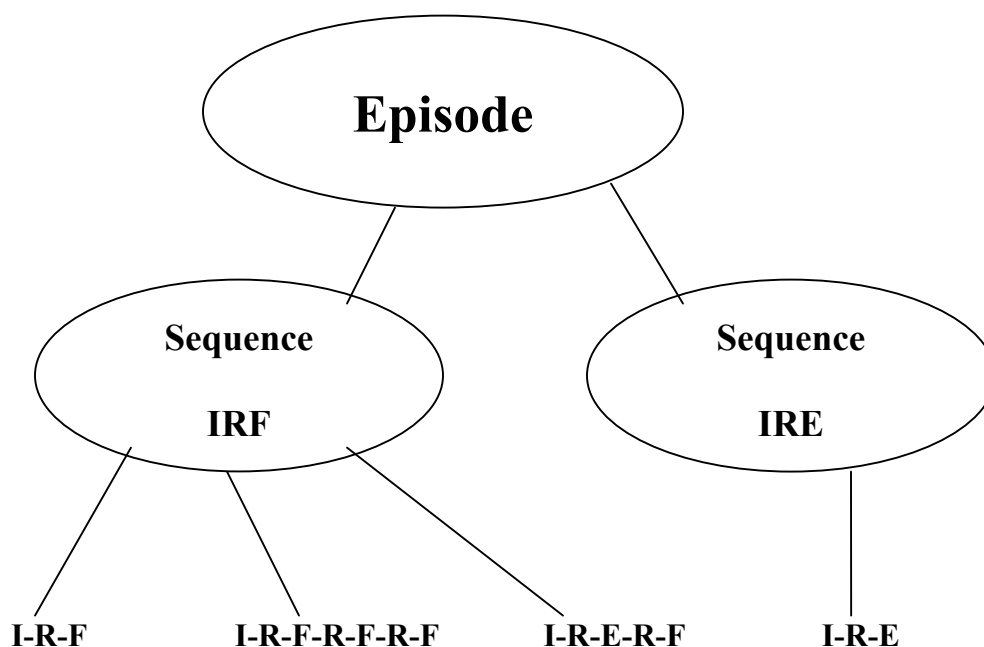 Episode
Sequence
IRF
Sequence
IRE
I-R-F
I-R-F-R-F-R-F
I-R-E-R-F
I-R-E